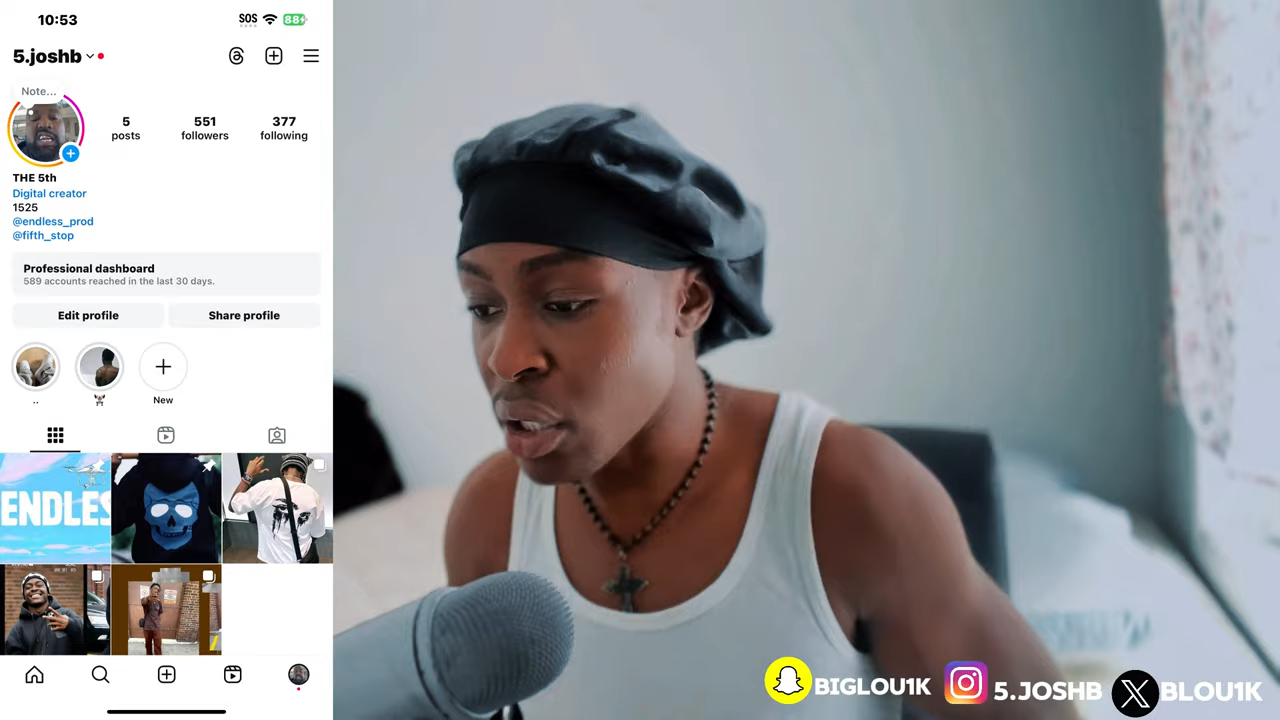 10:53
SOS
88
5.joshb
Note...
5
posts
551
followers
377
following
THE 5th
Digital creator
1525
@endless_prod
@fifth_stop
Professional dashboard
589 accounts reached in the last 30 days.
Edit profile
Share profile
..
New
ENDLES
BIGLOU1K
5.JOSHB
X
BLOU1K